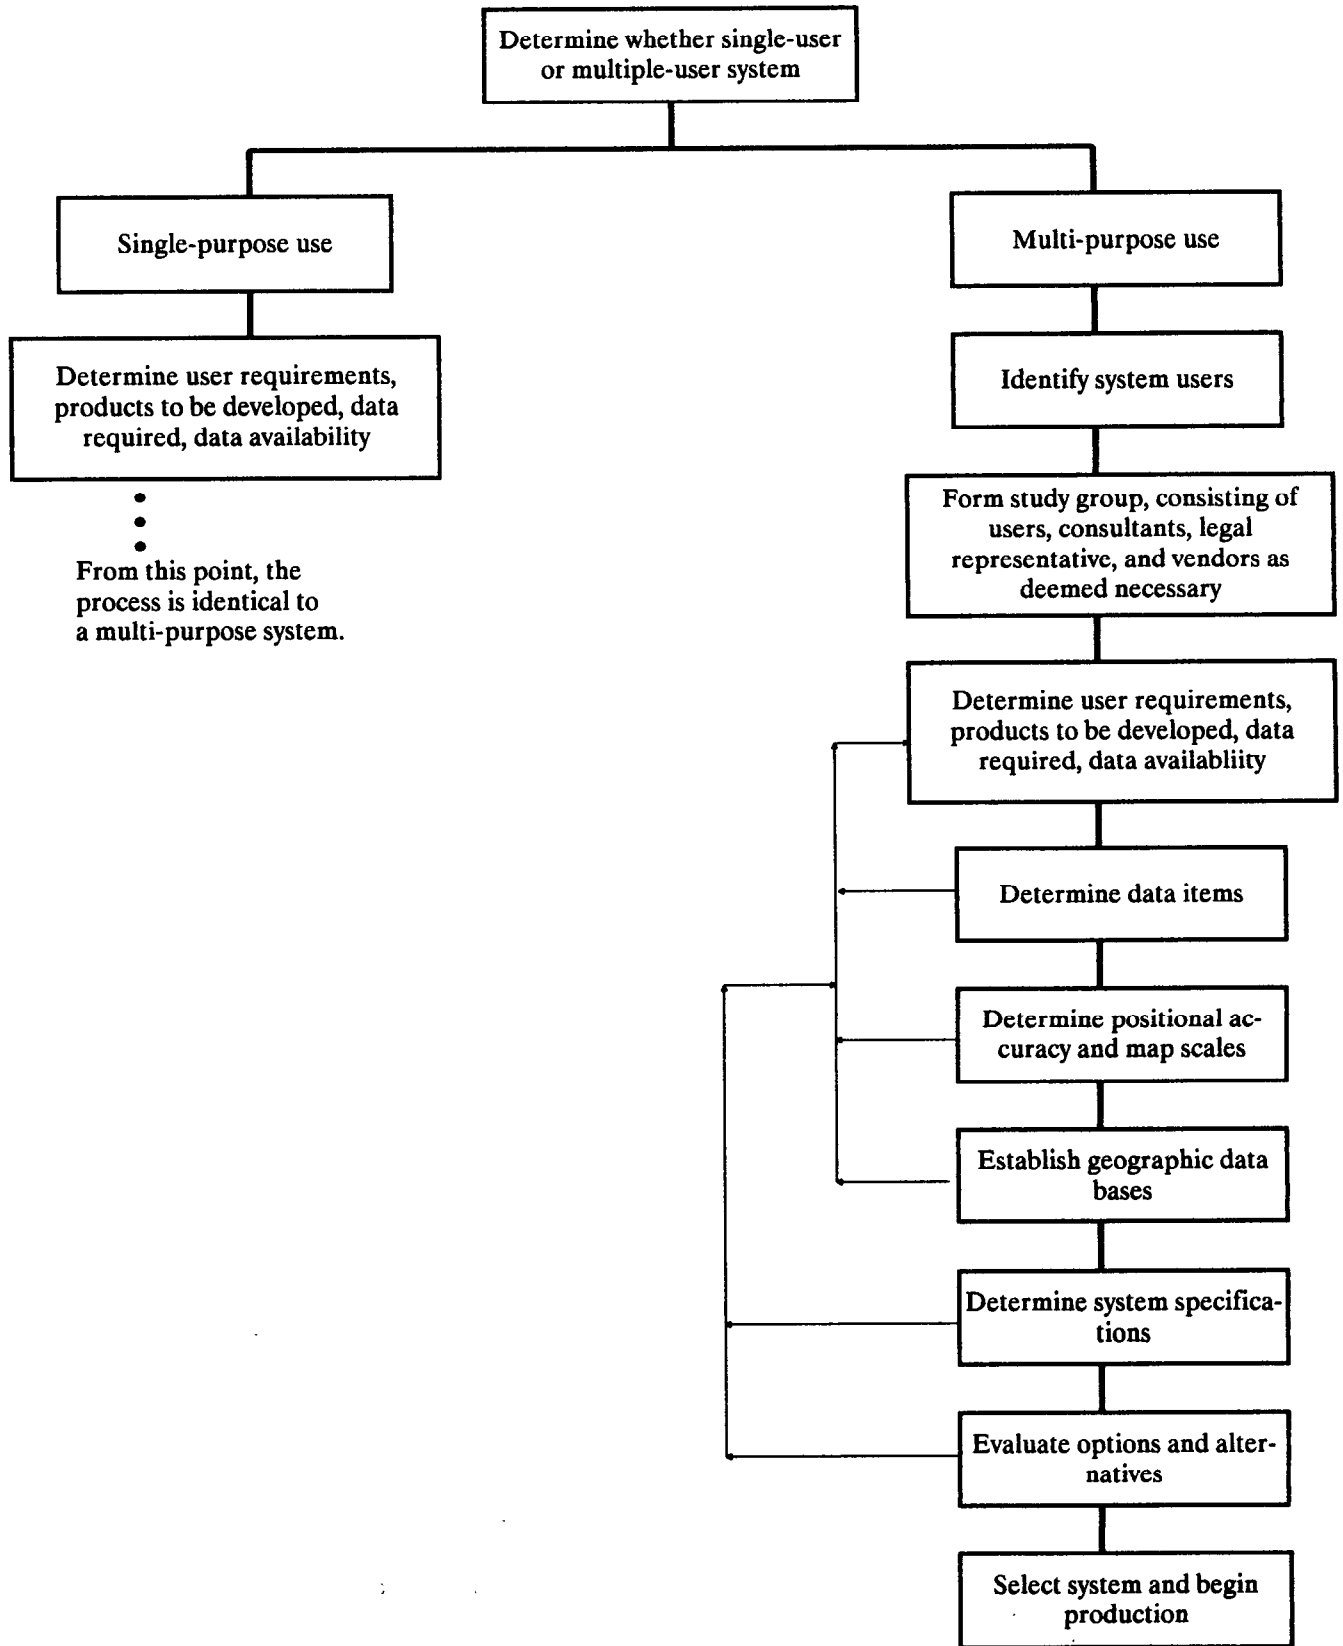 Determine whether single-user
or multiple-user system
Single-purpose use
Multi-purpose use
Determine user requirements,
products to be developed, data
required, data availability
Identify system users
From this point, the
process is identical to
a multi-purpose system.
Form study group, consisting of
users, consultants, legal
representative, and vendors as
deemed necessary
Determine user requirements,
products to be developed, data
required, data availabliity
Determine data items
Determine positional ac-
curacy and map scales
Establish geographic data
bases
Determine system specifica-
tions
Evaluate options and alter-
natives
Select system and begin
production